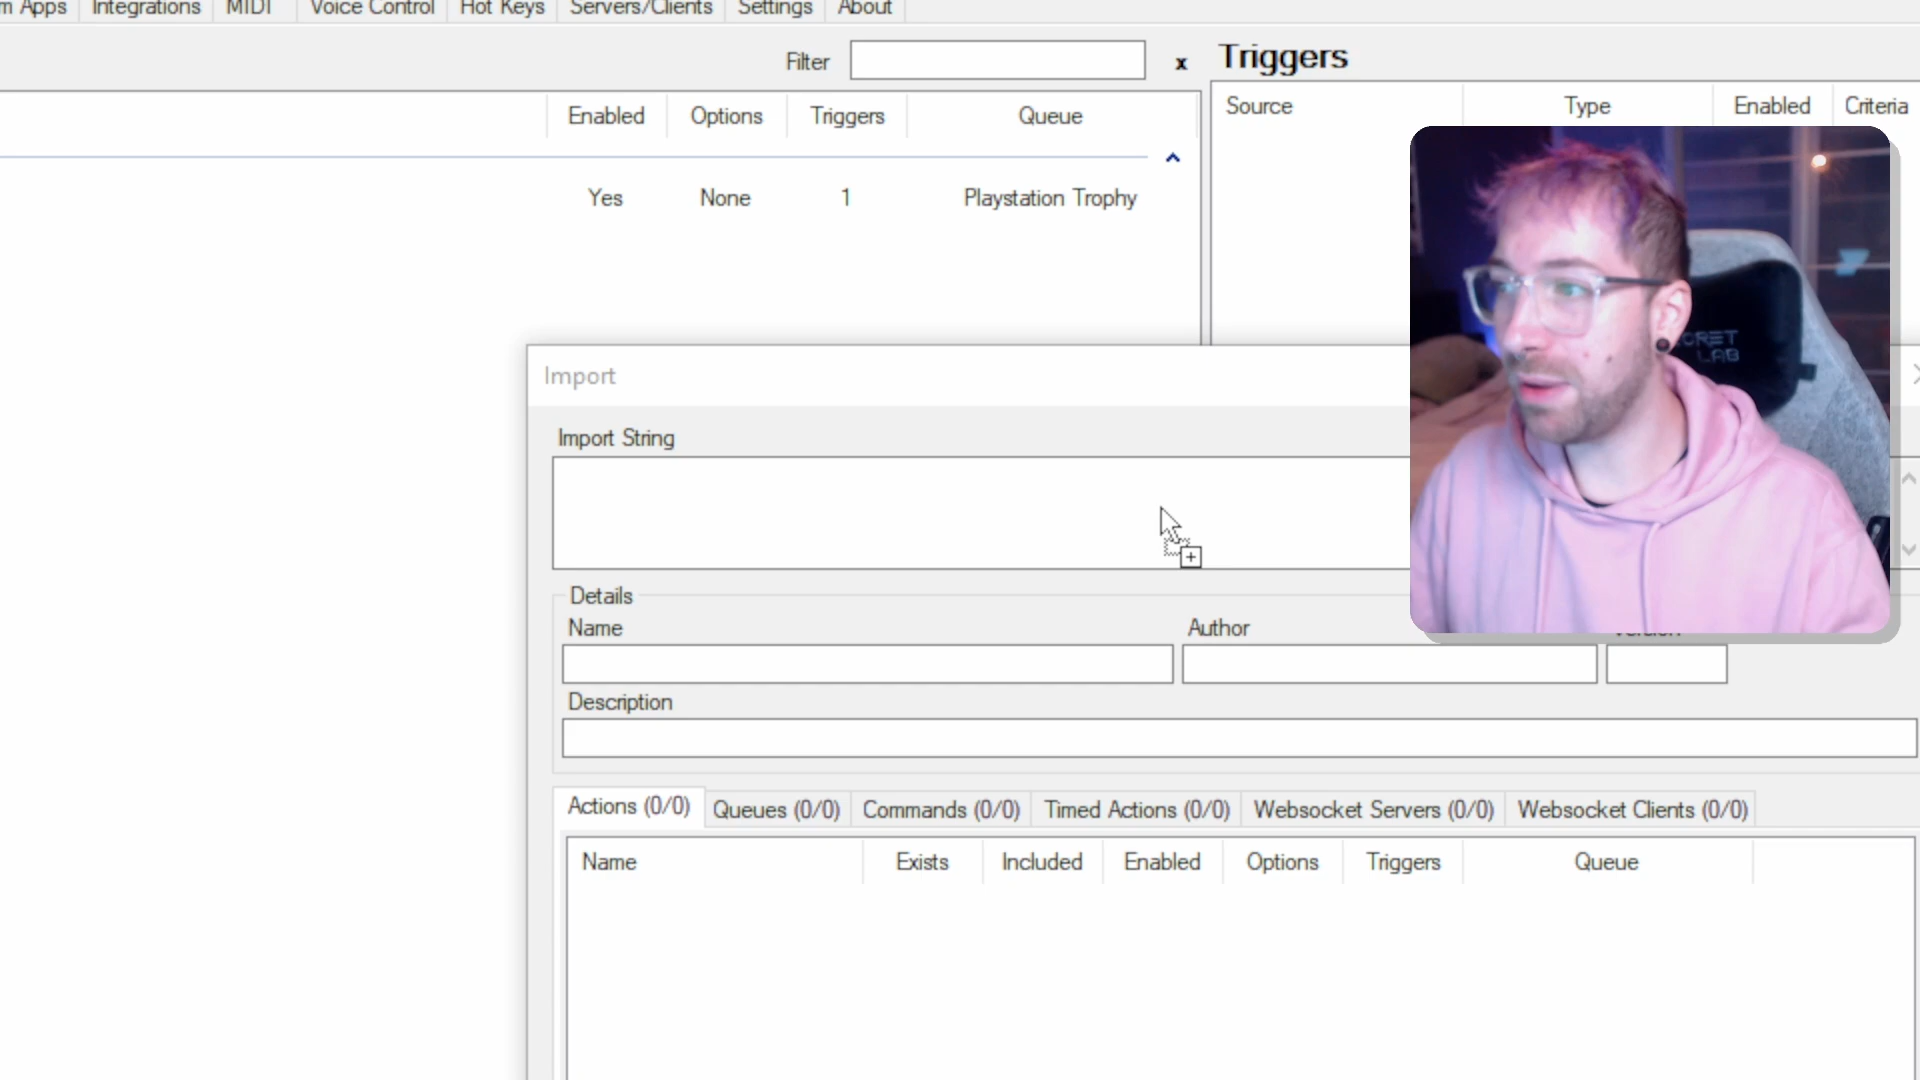 m Apps Integrations MIDI Voice Control Hot Keys Servers/Clients Settings About
Filter x
Triggers
Enabled Options Triggers Queue
Source Type Enabled Criteria
Yes None 1 Playstation Trophy
LAB
Import
Import String
Details
Name Author
Description
Actions (0/0) Queues (0/0) Commands (0/0) Timed Actions (0/0) Websocket Servers (0/0) Websocket Clients (0/0)
Name Exists Included Enabled Options Triggers Queue